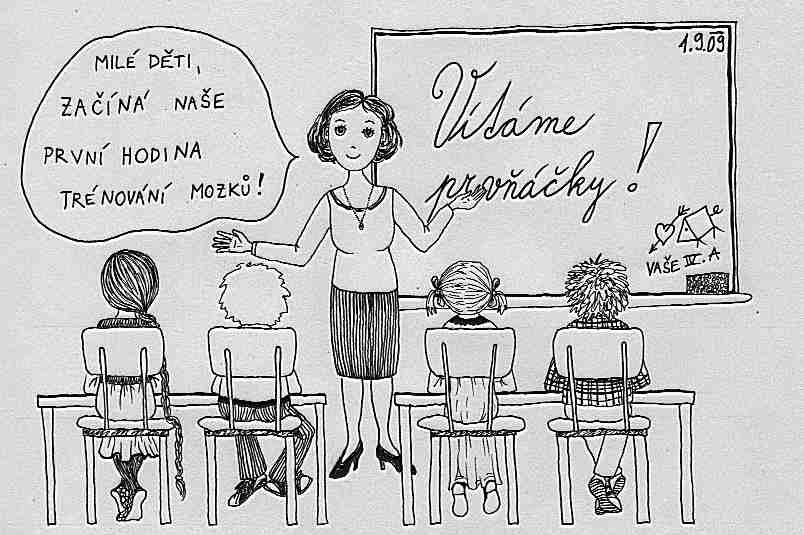 MILÉ DĚTI,
ZAČÍNÁ NAŠE
PRVNÍ HODINA
TRÉNOVÁNÍ MOZKŮ!
1.9.09
Vítáme
prvňáčky!
VAŠE IV.A